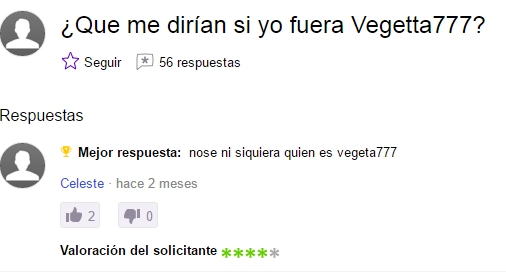 ¿Que me dirían si yo fuera Vegetta777?
Seguir 56 respuestas
Respuestas
Mejor respuesta: nose ni siquiera quien es vegeta777
Celeste · hace 2 meses
2 0
Valoración del solicitante